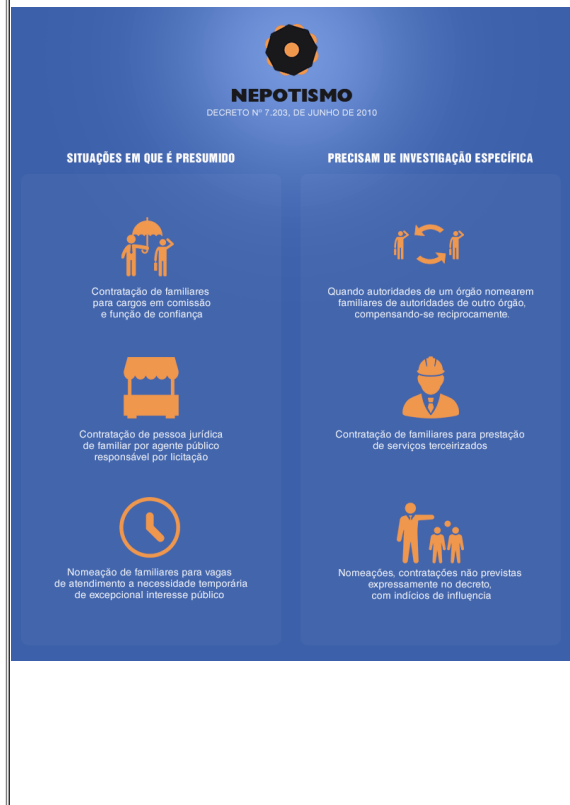 NEPOTISMO
DECRETO Nº 7.203, DE JUNHO DE 2010
SITUAÇÕES EM QUE É PRESUMIDO
Contratação de familiares
para cargos em comissão
e função de confiança
Contratação de pessoa jurídica
de familiar por agente público
responsável por licitação
Nomeação de familiares para vagas
de atendimento a necessidade temporária
de excepcional interesse público
PRECISAM DE INVESTIGAÇÃO ESPECÍFICA
Quando autoridades de um órgão nomearem
familiares de autoridades de outro órgão,
compensando-se reciprocamente.
Contratação de familiares para prestação
de serviços terceirizados
Nomeações, contratações não previstas
expressamente no decreto,
com indícios de influência